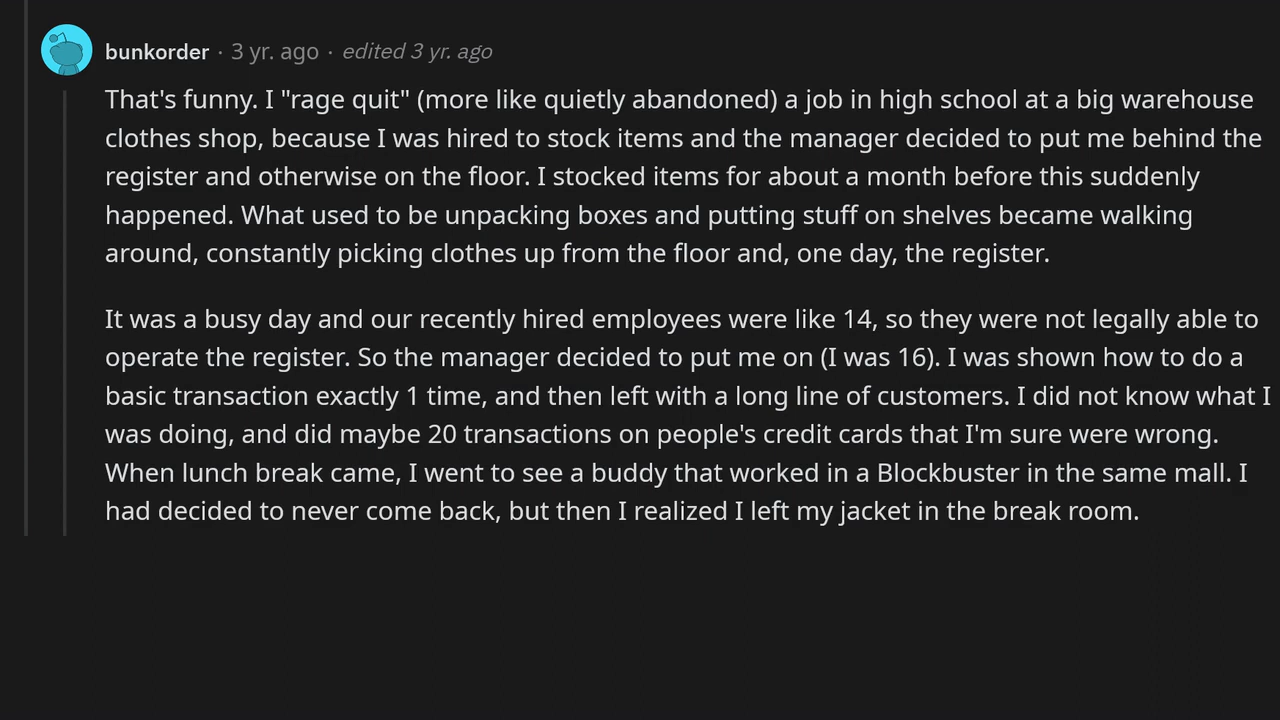 bunkorder · 3 yr. ago · edited 3 yr. ago
That's funny. I "rage quit" (more like quietly abandoned) a job in high school at a big warehouse
clothes shop, because I was hired to stock items and the manager decided to put me behind the
register and otherwise on the floor. I stocked items for about a month before this suddenly
happened. What used to be unpacking boxes and putting stuff on shelves became walking
around, constantly picking clothes up from the floor and, one day, the register.
It was a busy day and our recently hired employees were like 14, so they were not legally able to
operate the register. So the manager decided to put me on (I was 16). I was shown how to do a
basic transaction exactly 1 time, and then left with a long line of customers. I did not know what I
was doing, and did maybe 20 transactions on people's credit cards that I'm sure were wrong.
When lunch break came, I went to see a buddy that worked in a Blockbuster in the same mall. I
had decided to never come back, but then I realized I left my jacket in the break room.